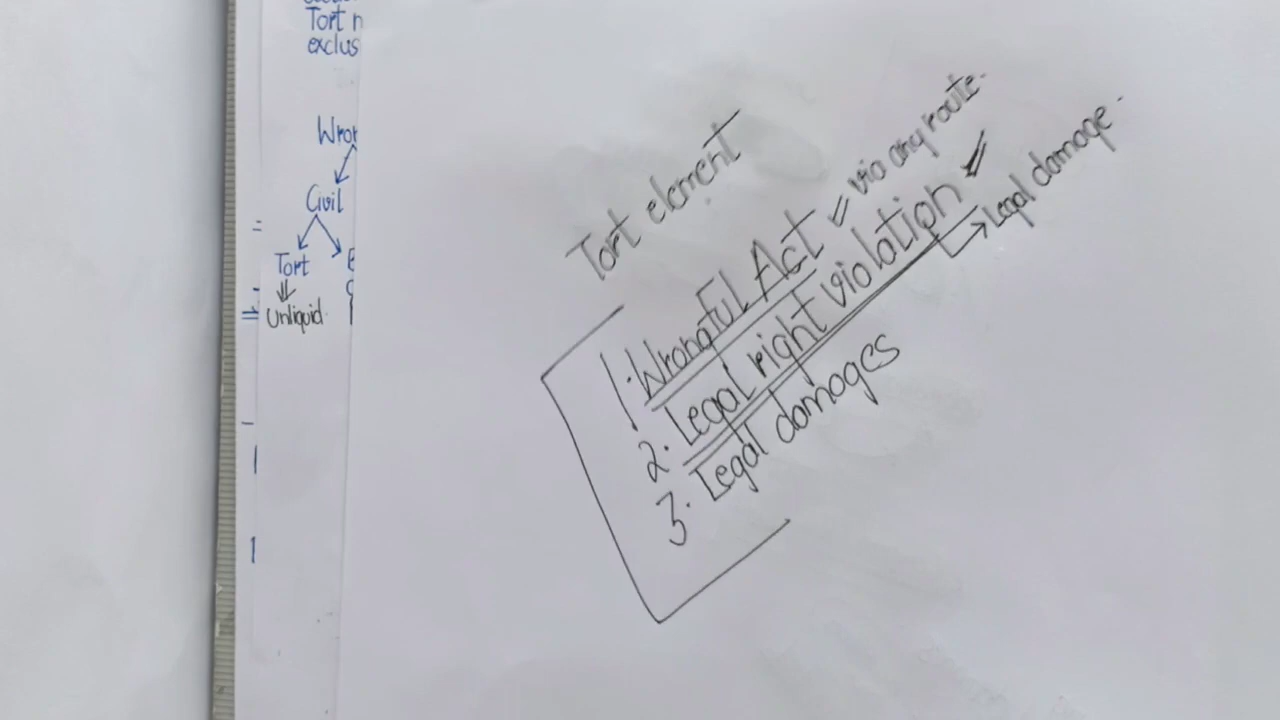 Tort
exclus
Wron
Civil
Tort
Unliquid.
Tort element
1. Wrongful Act via any route.
2. Legal right violation
Legal damage.
3. Legal damages